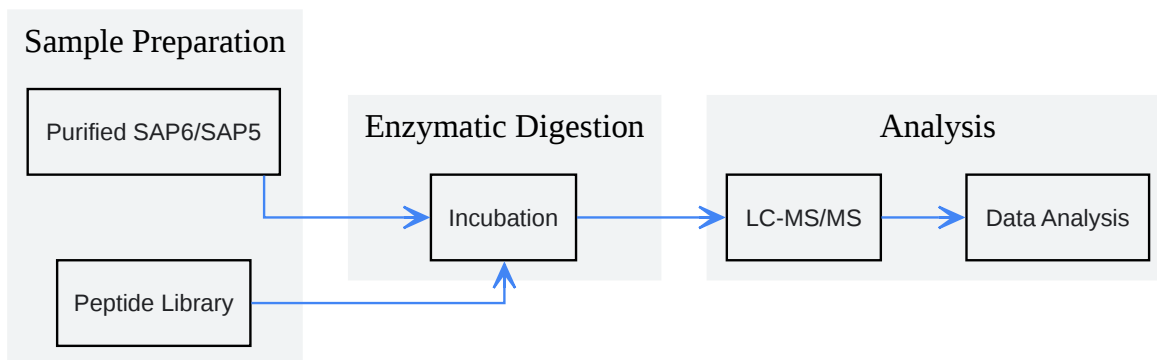 Sample Preparation
Purified SAP6/SAP5
Peptide Library
Enzymatic Digestion
Incubation
Analysis
LC-MS/MS
Data Analysis